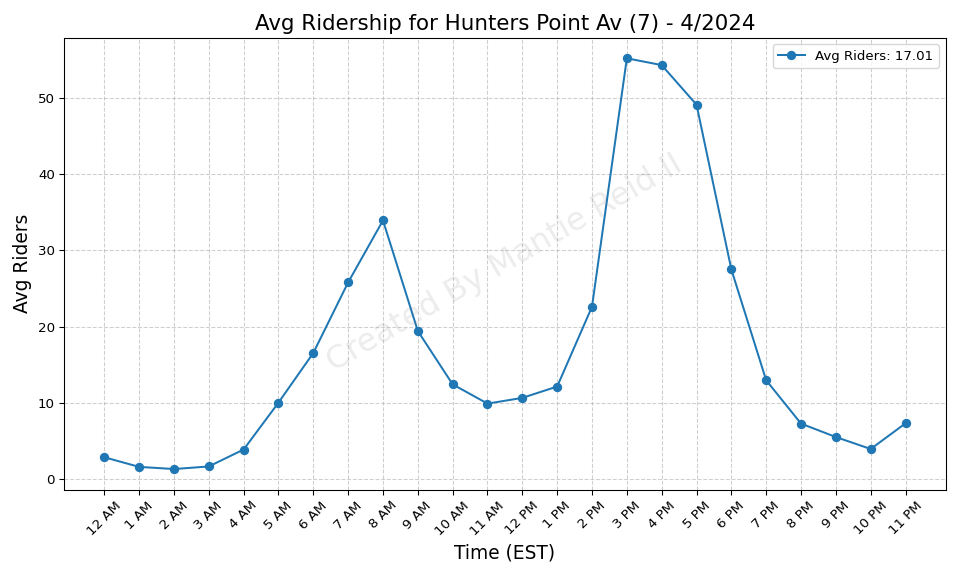 Avg Ridership for Hunters Point Av (7) - 4/2024
Avg Riders: 17.01
Avg Riders
50
40
30
20
10
0
Created By Mantie Reid II
12 AM
1 AM
2 AM
3 AM
4 AM
5 AM
6 AM
7 AM
8 AM
9 AM
10 AM
11 AM
12 PM
1 PM
2 PM
3 PM
4 PM
5 PM
6 PM
7 PM
8 PM
9 PM
10 PM
11 PM
Time (EST)